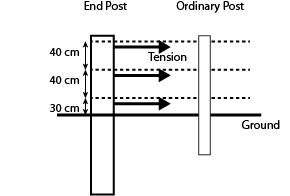 End Post
Ordinary Post
40 cm
Tension
40 cm
30 cm
Ground